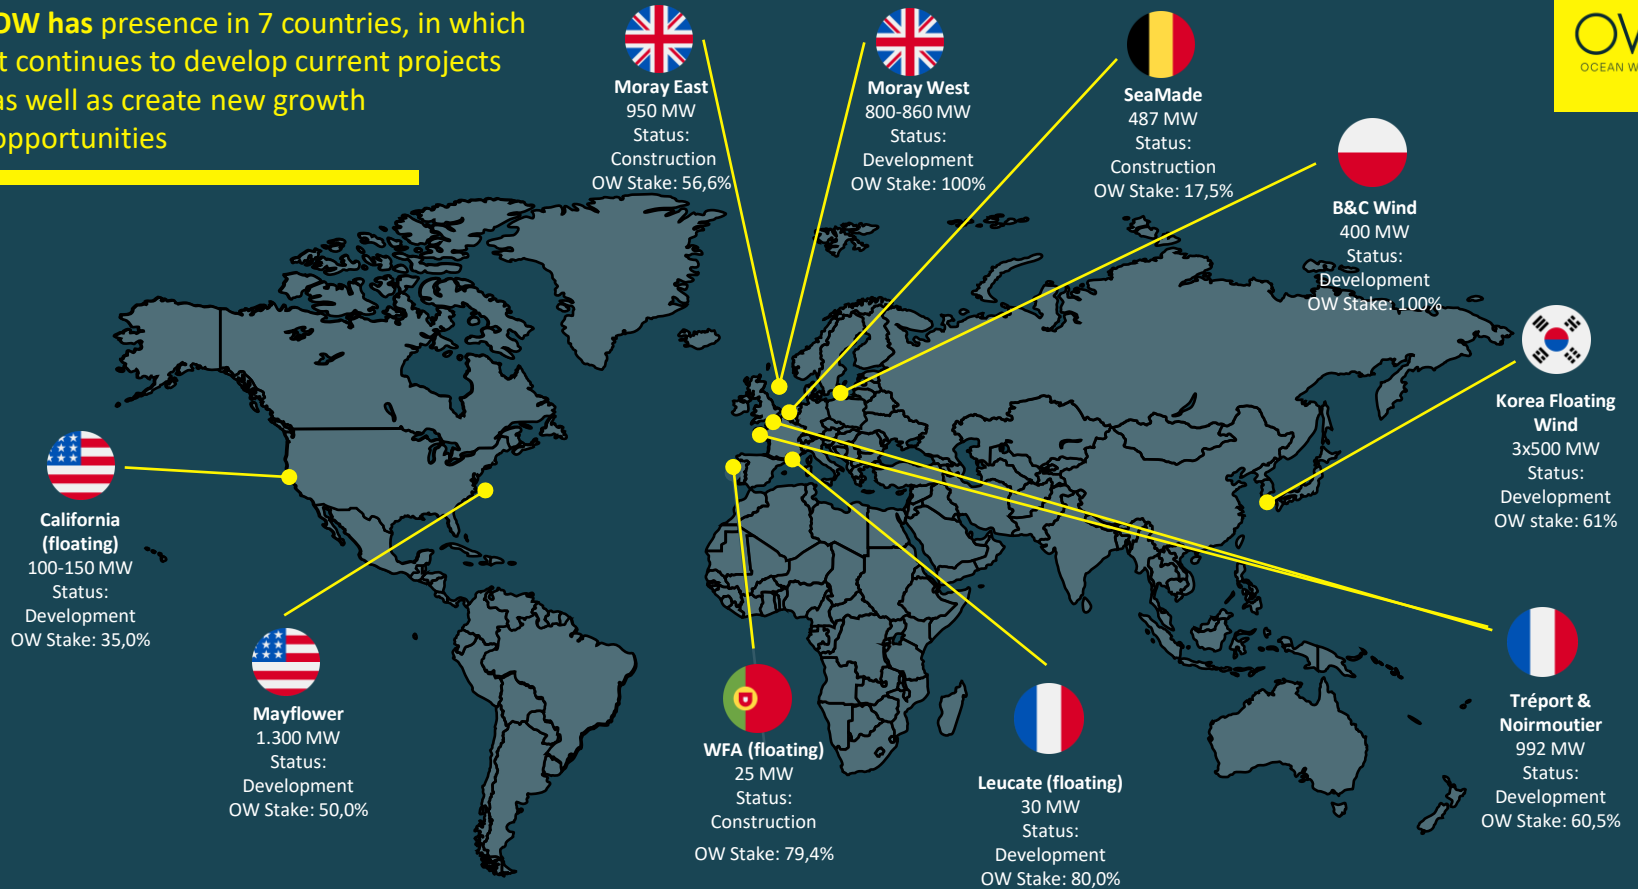 OW has presence in 7 countries, in which
t continues to develop current projects
as well as create new growth
opportunities
OW
OCEAN W
Moray East
950 MW
Status:
Construction
OW Stake: 56,6%
Moray West
800-860 MW
Status:
Development
OW Stake: 100%
SeaMade
487 MW
Status:
Construction
OW Stake: 17,5%
B&C Wind
400 MW
Status:
Development
OW Stake: 100%
Korea Floating
Wind
3x500 MW
Status:
Development
OW stake: 61%
California
(floating)
100-150 MW
Status:
Development
OW Stake: 35,0%
Mayflower
1.300 MW
Status:
Development
OW Stake: 50,0%
WFA (floating)
25 MW
Status:
Construction
OW Stake: 79,4%
Leucate (floating)
30 MW
Status:
Development
OW Stake: 80,0%
Tréport &
Noirmoutier
992 MW
Status:
Development
OW Stake: 60,5%